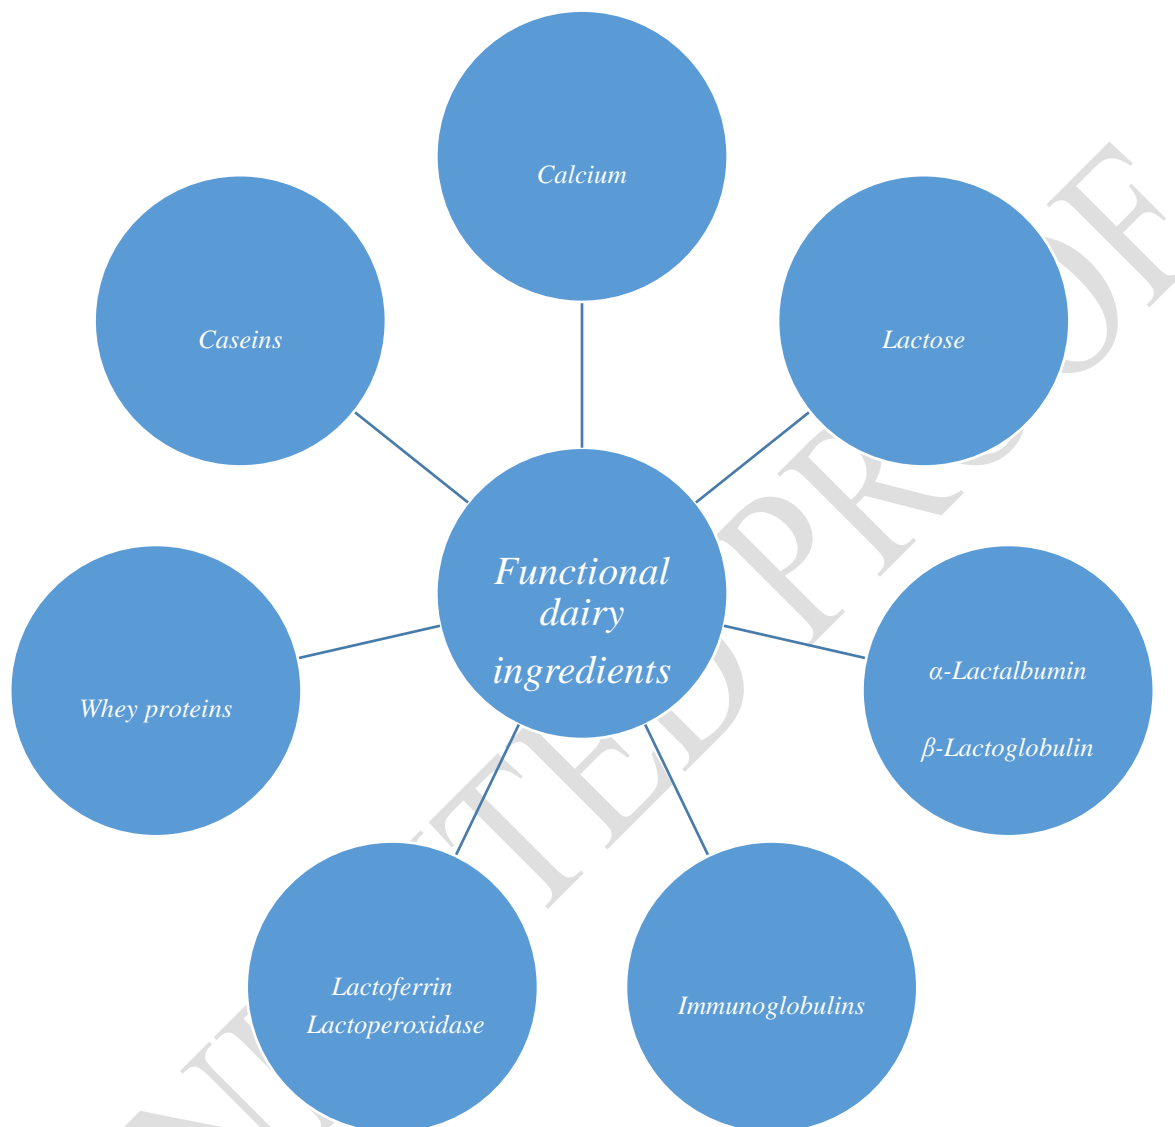 Calcium
Caseins
Lactose
Functional
dairy
ingredients
α-Lactalbumin
β-Lactoglobulin
Whey proteins
Lactoferrin
Lactoperoxidase
Immunoglobulins